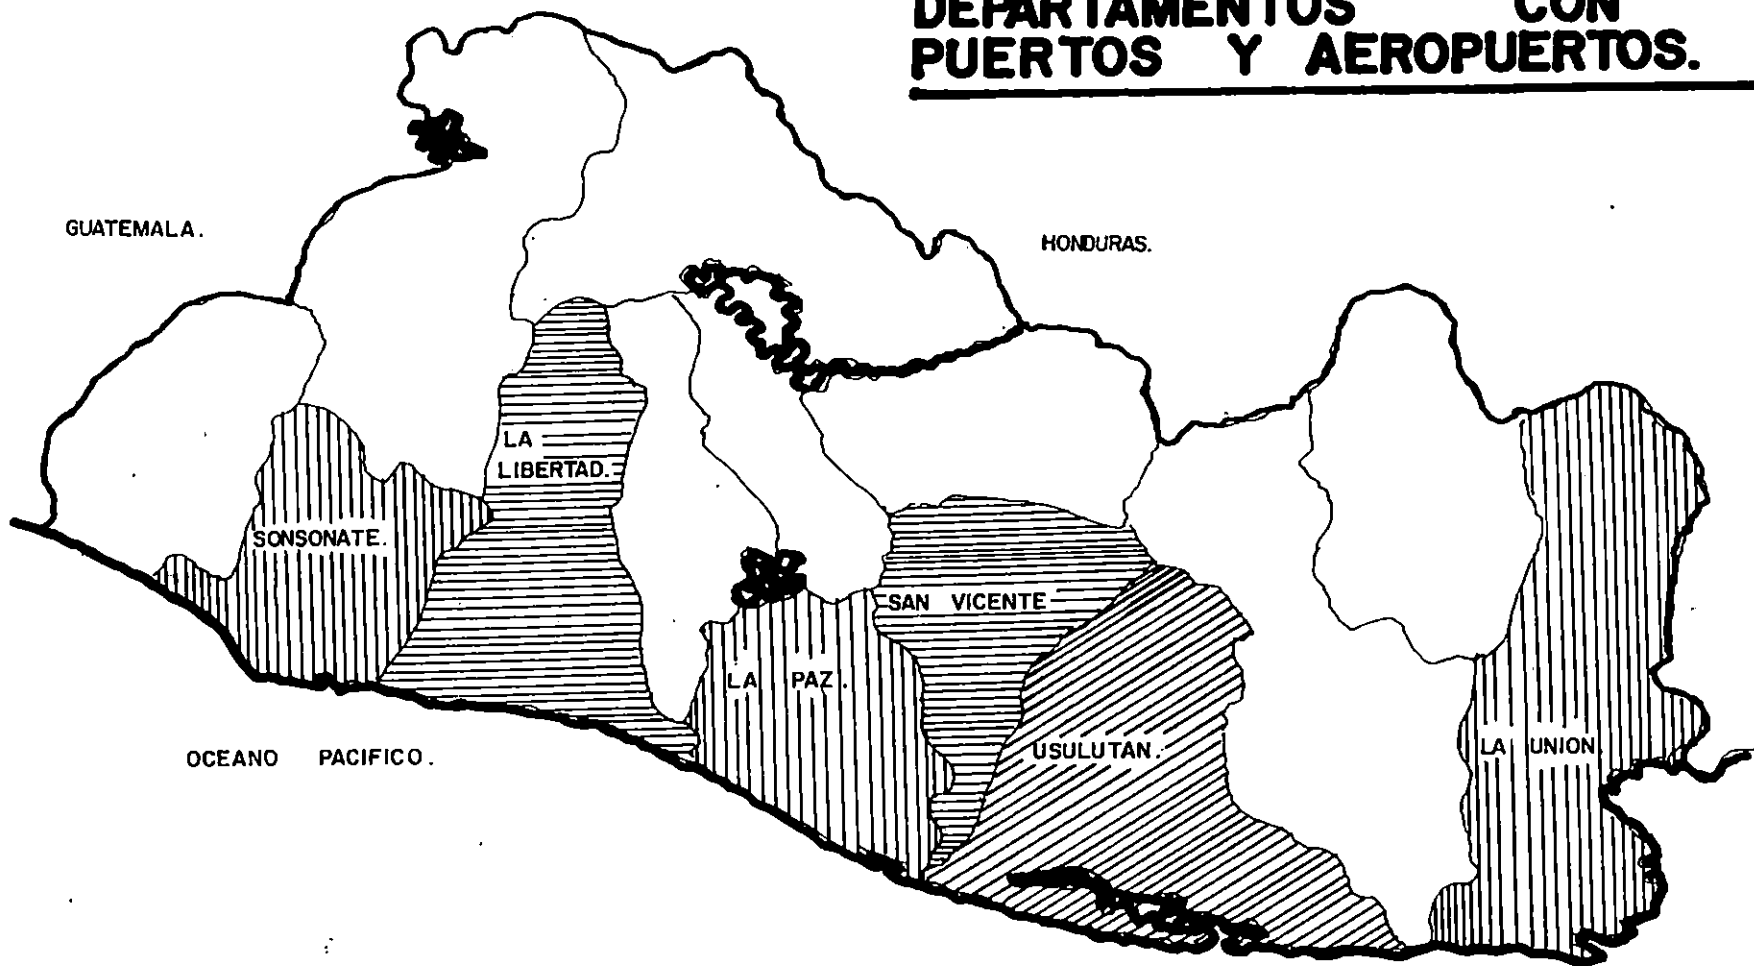 DEPARTAMENTOS CON
PUERTOS Y AEROPUERTOS.
GUATEMALA.
HONDURAS.
LA
LIBERTAD.
SONSONATE.
SAN VICENTE
LA PAZ.
USULUTAN.
LA UNION.
OCEANO PACIFICO.